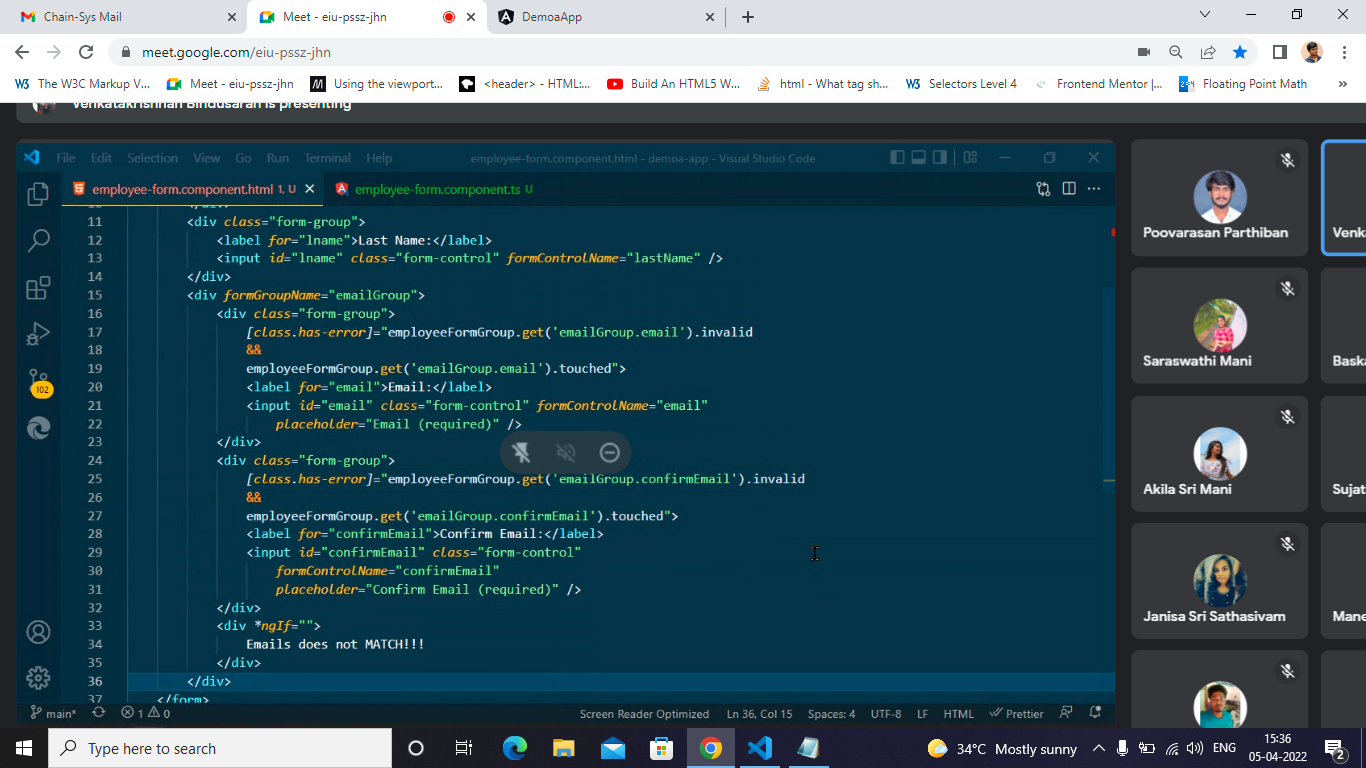 Chain-Sys Mail
Meet - eiu-pssz-jhn
DemoaApp
meet.google.com/eiu-pssz-jhn
The W3C Markup V...
Meet - eiu-pssz-jhn
Using the viewport...
<header> - HTML:...
Build An HTML5 W...
html - What tag sh...
Selectors Level 4
Frontend Mentor |...
Floating Point Math
»
Venkatakrishnan Bindusaran is presenting
File Edit Selection View Go Run Terminal Help
employee-form.component.html - demoa-app - Visual Studio Code
employee-form.component.html 1, U
employee-form.component.ts U
11 <div class="form-group">
12 <label for="lname">Last Name:</label>
13 <input id="lname" class="form-control" formControlName="lastName" />
14 </div>
15 <div formGroupName="emailGroup">
16 <div class="form-group">
17 [class.has-error]="employeeFormGroup.get('emailGroup.email').invalid
18 &&
19 employeeFormGroup.get('emailGroup.email').touched">
20 <label for="email">Email:</label>
21 <input id="email" class="form-control" formControlName="email"
22 placeholder="Email (required)" />
23 </div>
24 <div class="form-group">
25 [class.has-error]="employeeFormGroup.get('emailGroup.confirmEmail').invalid
26 &&
27 employeeFormGroup.get('emailGroup.confirmEmail').touched">
28 <label for="confirmEmail">Confirm Email:</label>
29 <input id="confirmEmail" class="form-control"
30 formControlName="confirmEmail"
31 placeholder="Confirm Email (required)" />
32 </div>
33 <div *ngIf="">
34 Emails does not MATCH!!!
35 </div>
36 </div>
37 </form>
102
main*
1 0
Screen Reader Optimized
Ln 36, Col 15
Spaces: 4
UTF-8
LF
HTML
Prettier
Poovarasan Parthiban
Venk
Saraswathi Mani
Bask
Akila Sri Mani
Sujat
Janisa Sri Sathasivam
Mane
Type here to search
34°C Mostly sunny
ENG
15:36
05-04-2022
2